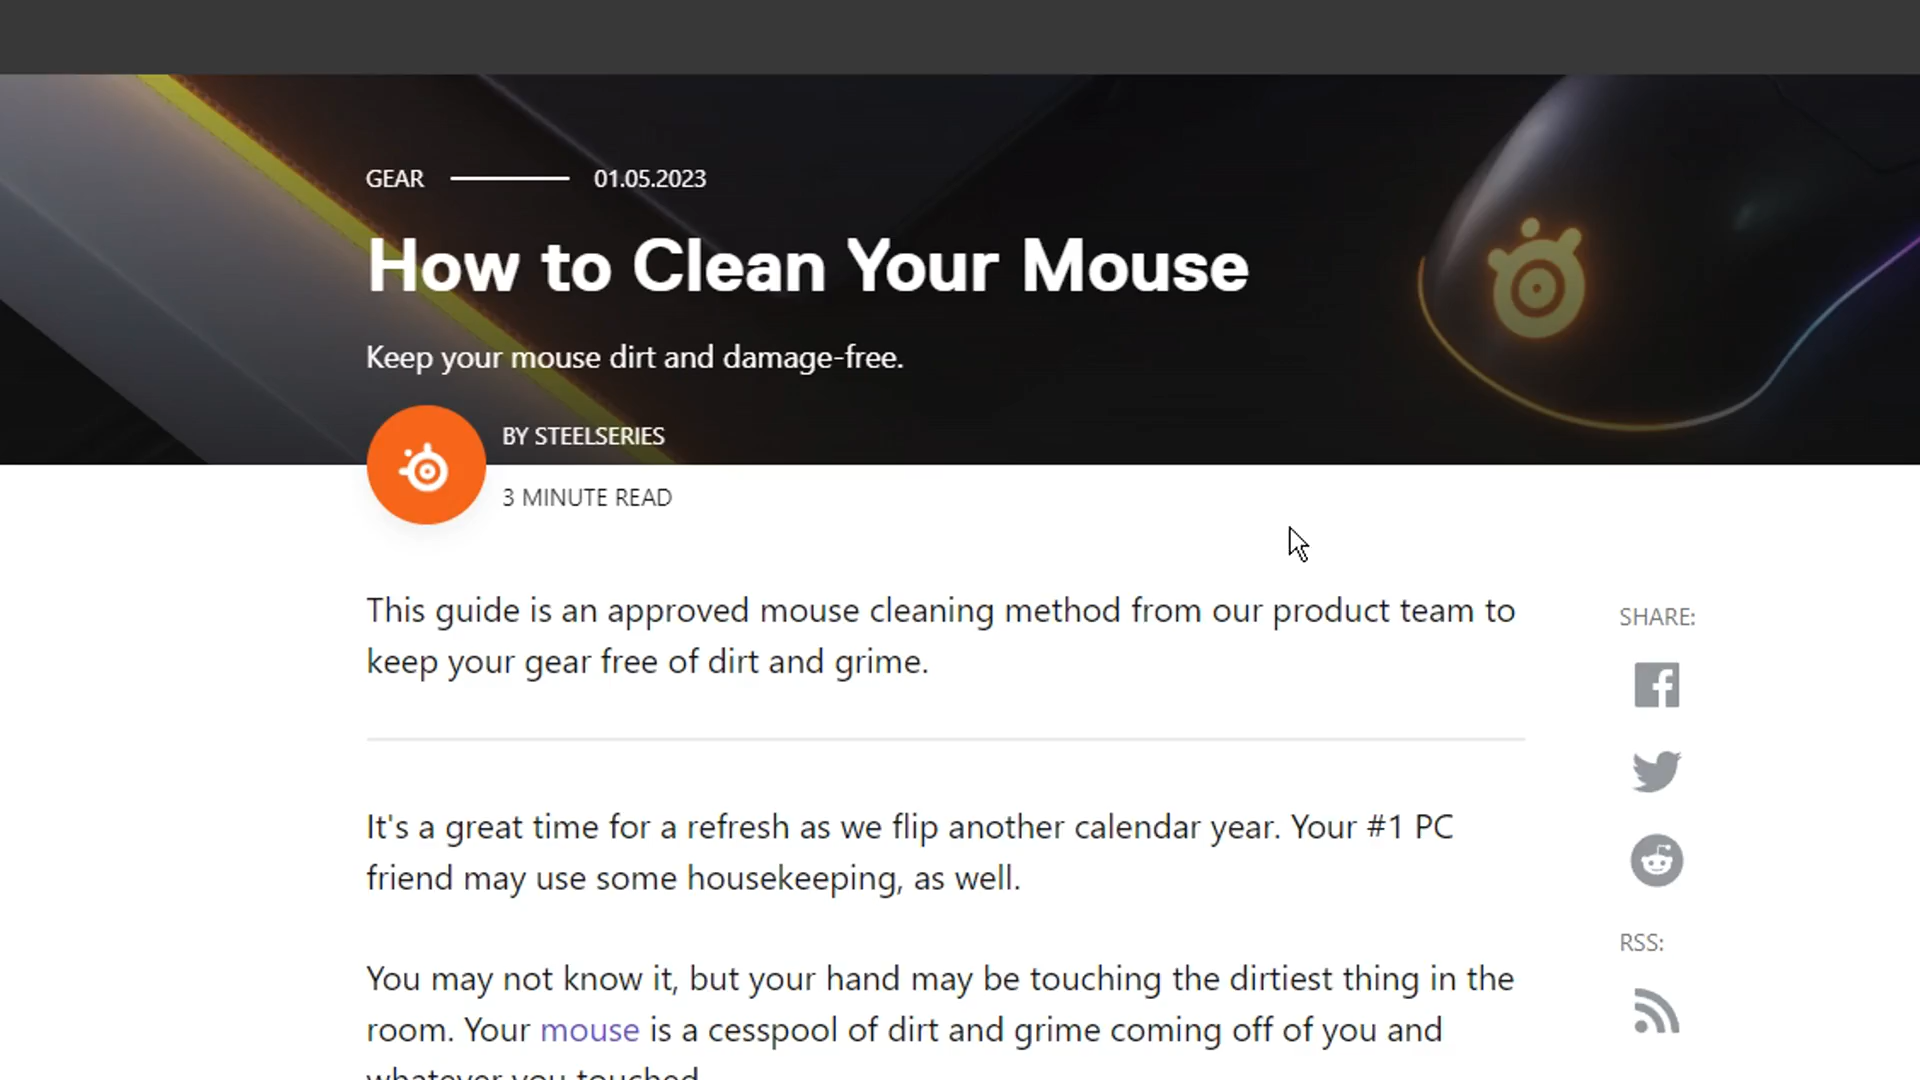 GEAR 01.05.2023
How to Clean Your Mouse
Keep your mouse dirt and damage-free.
BY STEELSERIES
3 MINUTE READ
This guide is an approved mouse cleaning method from our product team to
keep your gear free of dirt and grime.
SHARE:
It's a great time for a refresh as we flip another calendar year. Your #1 PC
friend may use some housekeeping, as well.
RSS:
You may not know it, but your hand may be touching the dirtiest thing in the
room. Your mouse is a cesspool of dirt and grime coming off of you and
whatever you touched.